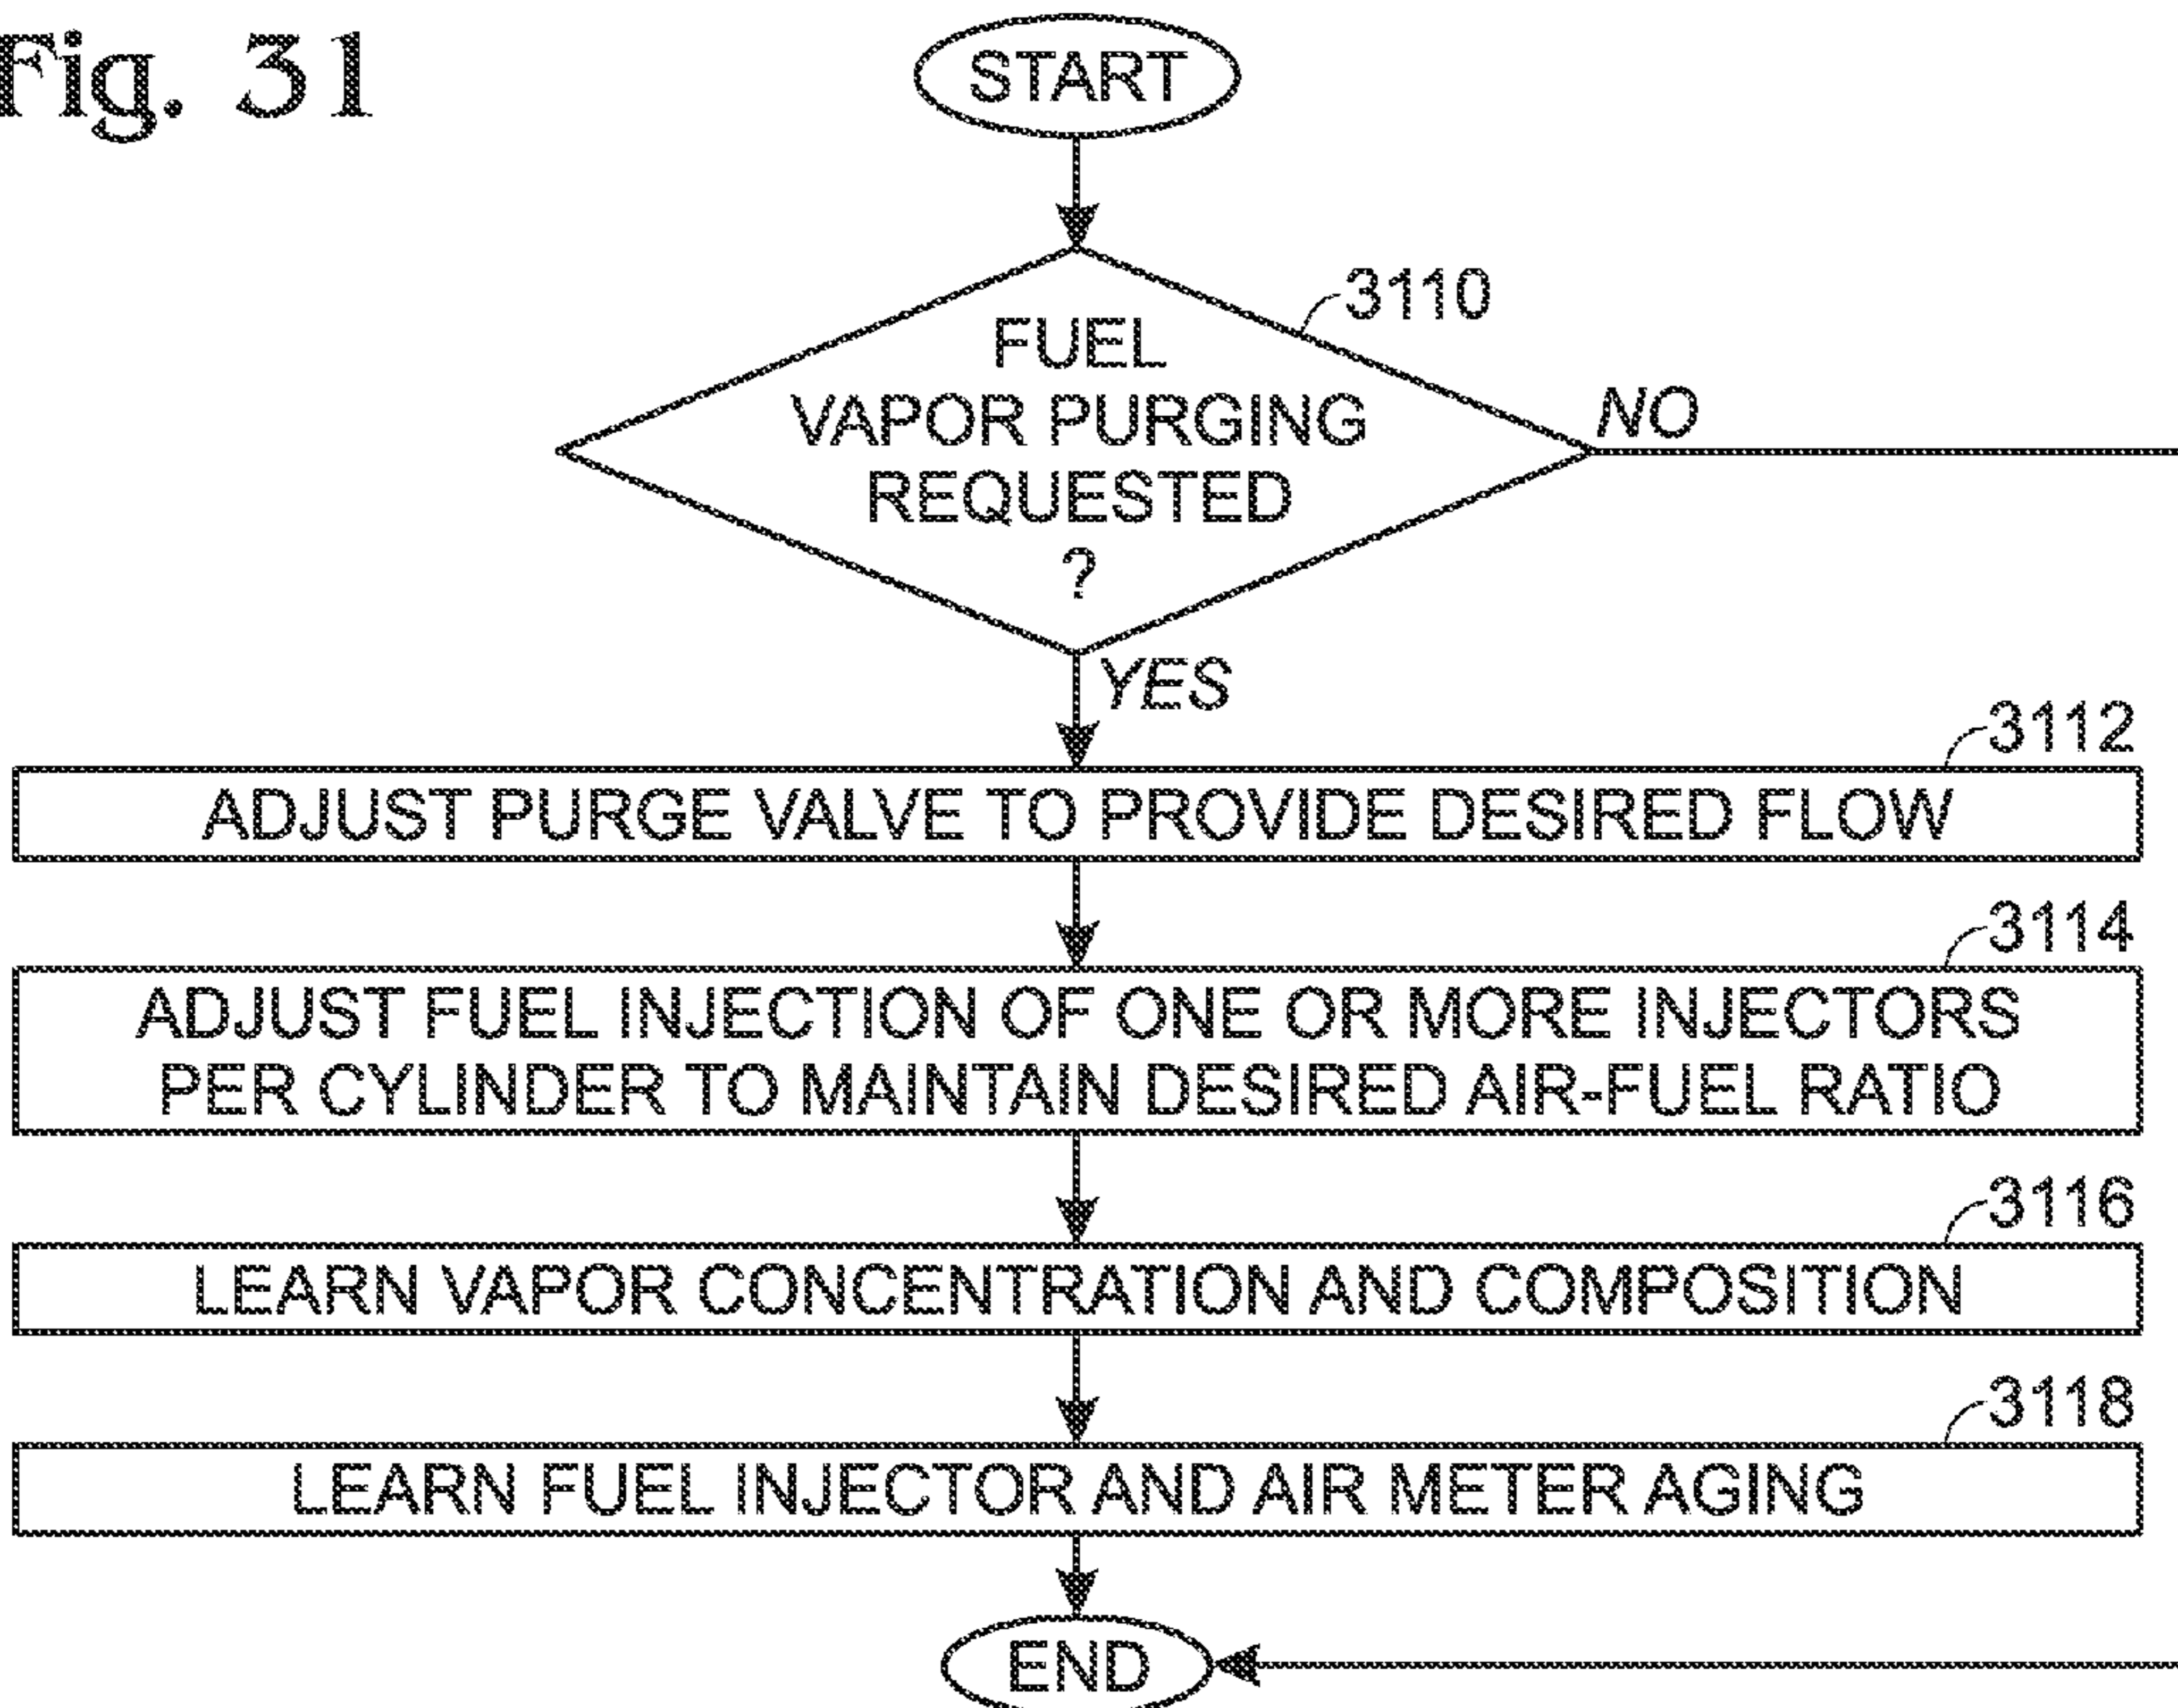 Fig. 31
START
3110
FUEL
VAPOR PURGING
REQUESTED
?
NO
YES
3112
ADJUST PURGE VALVE TO PROVIDE DESIRED FLOW
3114
ADJUST FUEL INJECTION OF ONE OR MORE INJECTORS
PER CYLINDER TO MAINTAIN DESIRED AIR-FUEL RATIO
3116
LEARN VAPOR CONCENTRATION AND COMPOSITION
3118
LEARN FUEL INJECTOR AND AIR METER AGING
END